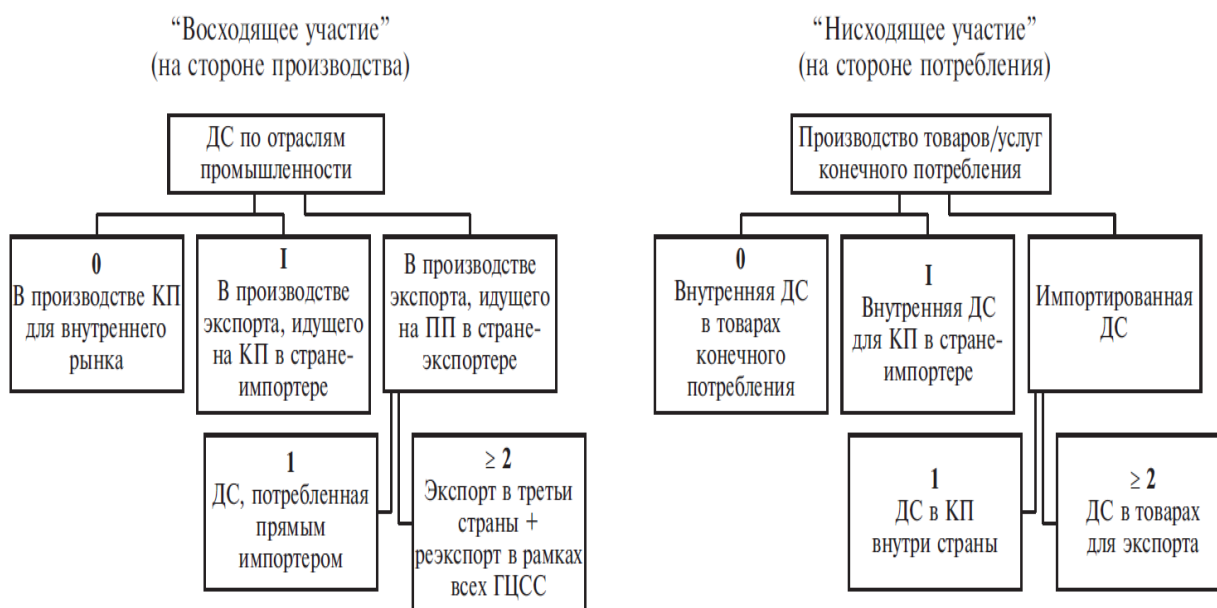 “Восходящее участие”
(на стороне производства)
ДС по отраслям
промышленности
0
В производстве КП
для внутреннего
рынка
I
В производстве
экспорта, идущего
на КП в стране-
импортере
В производстве
экспорта, идущего
на ПП в стране-
экспортере
1
ДС, потребленная
прямым
импортером
≥ 2
Экспорт в третьи
страны +
реэкспорт в рамках
всех ГЦСС
“Нисходящее участие”
(на стороне потребления)
Производство товаров/услуг
конечного потребления
0
Внутренняя ДС
в товарах
конечного
потребления
I
Внутренняя ДС
для КП в стране-
импортере
Импортированная
ДС
1
ДС в КП
внутри страны
≥ 2
ДС в товарах
для экспорта